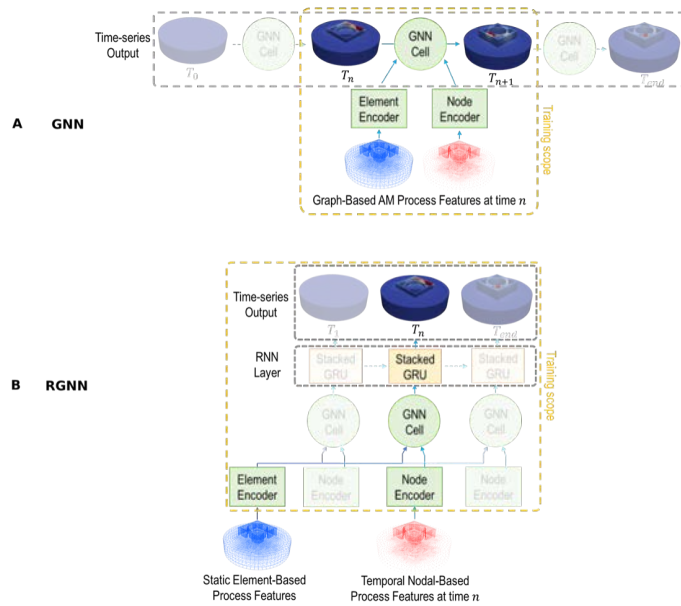 Time-series
Output
T0
GNN
Cell
Tn
GNN
Cell
Tn+1
GNN
Cell
Tend
Element
Encoder
Node
Encoder
A GNN
Training scope
Graph-Based AM Process Features at time n
Time-series
Output
T1
Tn
Tend
RNN
Layer
Stacked
GRU
Stacked
GRU
Stacked
GRU
B RGNN
Training scope
GNN
Cell
GNN
Cell
GNN
Cell
Element
Encoder
Node
Encoder
Node
Encoder
Node
Encoder
Static Element-Based
Process Features
Temporal Nodal-Based
Process Features at time n